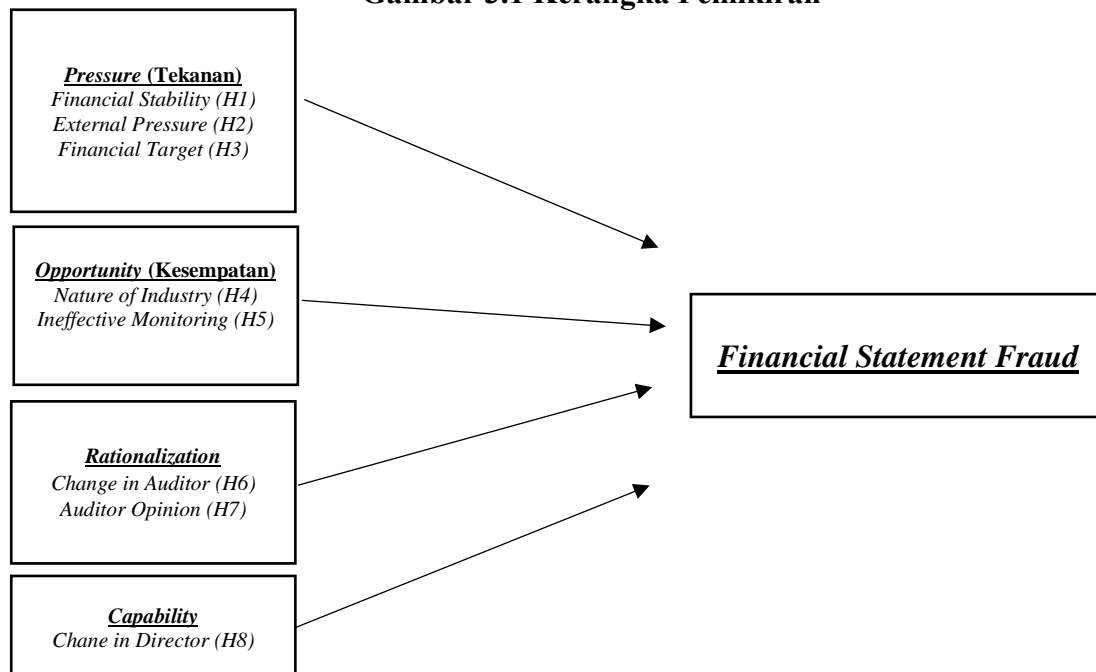 Gambar 3.1 Kerangka Pemikiran
Pressure (Tekanan)
Financial Stability (H1)
External Pressure (H2)
Financial Target (H3)
Opportunity (Kesempatan)
Nature of Industry (H4)
Ineffective Monitoring (H5)
Financial Statement Fraud
Rationalization
Change in Auditor (H6)
Auditor Opinion (H7)
Capability
Chane in Director (H8)